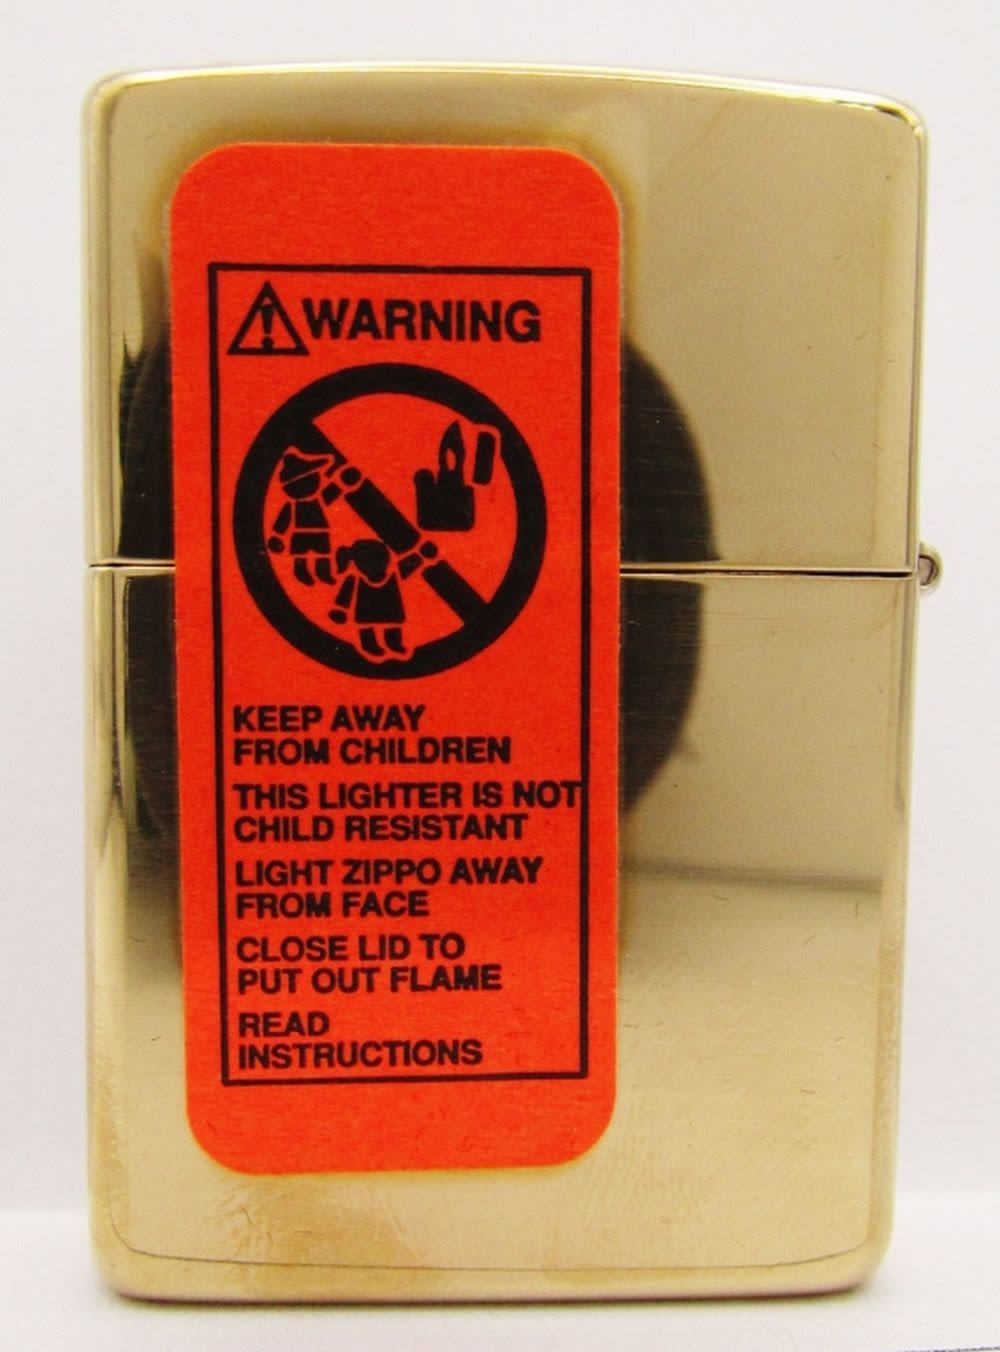 WARNING
KEEP AWAY
FROM CHILDREN
THIS LIGHTER IS NOT
CHILD RESISTANT
LIGHT ZIPPO AWAY
FROM FACE
CLOSE LID TO
PUT OUT FLAME
READ
INSTRUCTIONS